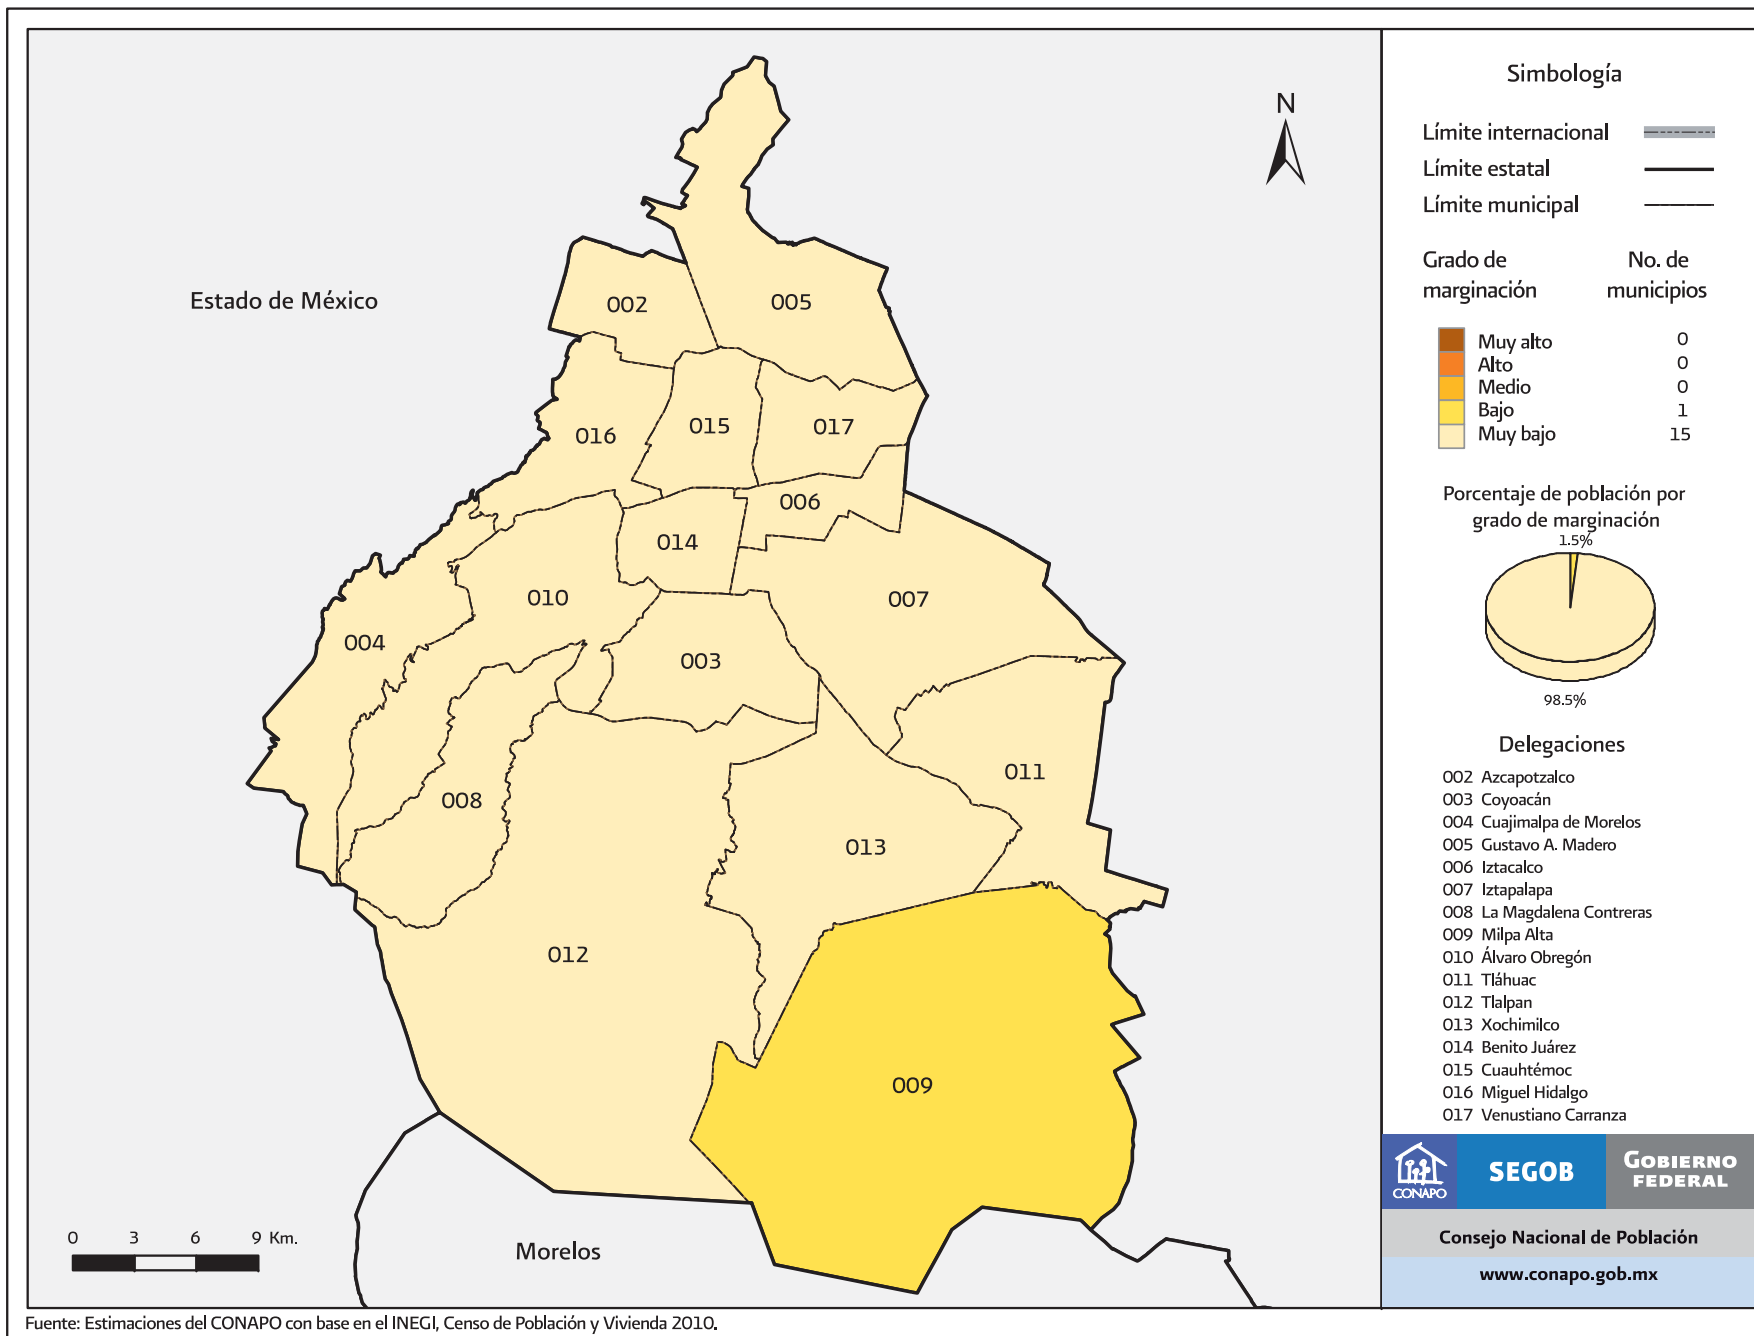 Estado de México
N
002
005
016
015
017
006
014
010
007
004
003
011
008
013
012
009
0 3 6 9 Km.
Morelos
Simbología
Límite internacional
Límite estatal
Límite municipal
Grado de marginación
No. de municipios
Muy alto 0
Alto 0
Medio 0
Bajo 1
Muy bajo 15
Porcentaje de población por
grado de marginación
1.5%
98.5%
Delegaciones
002 Azcapotzalco
003 Coyoacán
004 Cuajimalpa de Morelos
005 Gustavo A. Madero
006 Iztacalco
007 Iztapalapa
008 La Magdalena Contreras
009 Milpa Alta
010 Álvaro Obregón
011 Tláhuac
012 Tlalpan
013 Xochimilco
014 Benito Juárez
015 Cuauhtémoc
016 Miguel Hidalgo
017 Venustiano Carranza
CONAPO
SEGOB
GOBIERNO
FEDERAL
Consejo Nacional de Población
www.conapo.gob.mx
Fuente: Estimaciones del CONAPO con base en el INEGI, Censo de Población y Vivienda 2010.